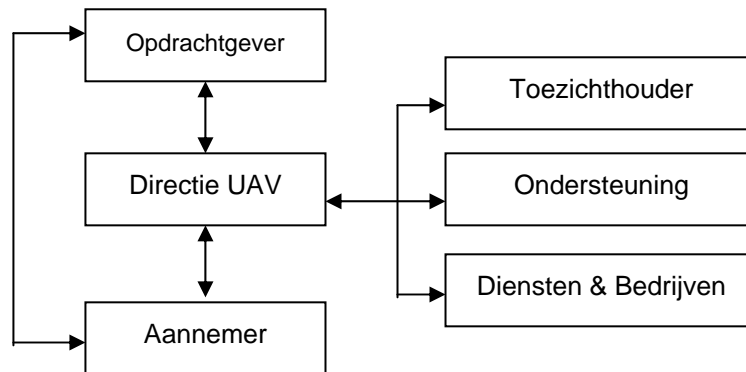 Opdrachtgever
Toezichthouder
Directie UAV
Ondersteuning
Diensten & Bedrijven
Aannemer